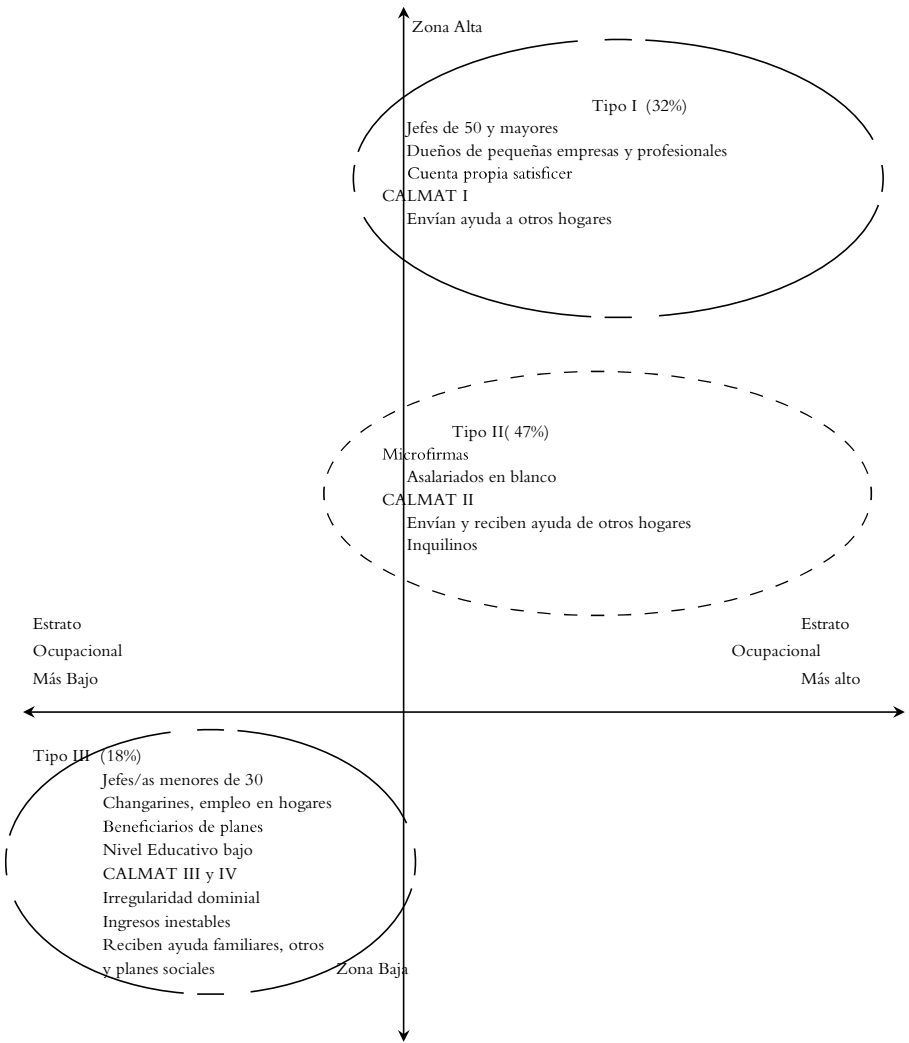 Zona Alta
Tipo I  (32%)
Jefes de 50 y mayores
Dueños de pequeñas empresas y profesionales
Cuenta propia satisficer
CALMAT I
Envían ayuda a otros hogares
Tipo II( 47%)
Microfirmas
Asalariados en blanco
CALMAT II
Envían y reciben ayuda de otros hogares
Inquilinos
Estrato
Ocupacional
Más Bajo
Estrato
Ocupacional
Más alto
Tipo III  (18%)
Jefes/as menores de 30
Changarines, empleo en hogares
Beneficiarios de planes
Nivel Educativo bajo
CALMAT III y IV
Irregularidad dominial
Ingresos inestables
Reciben ayuda familiares, otros
y planes sociales
Zona Baja